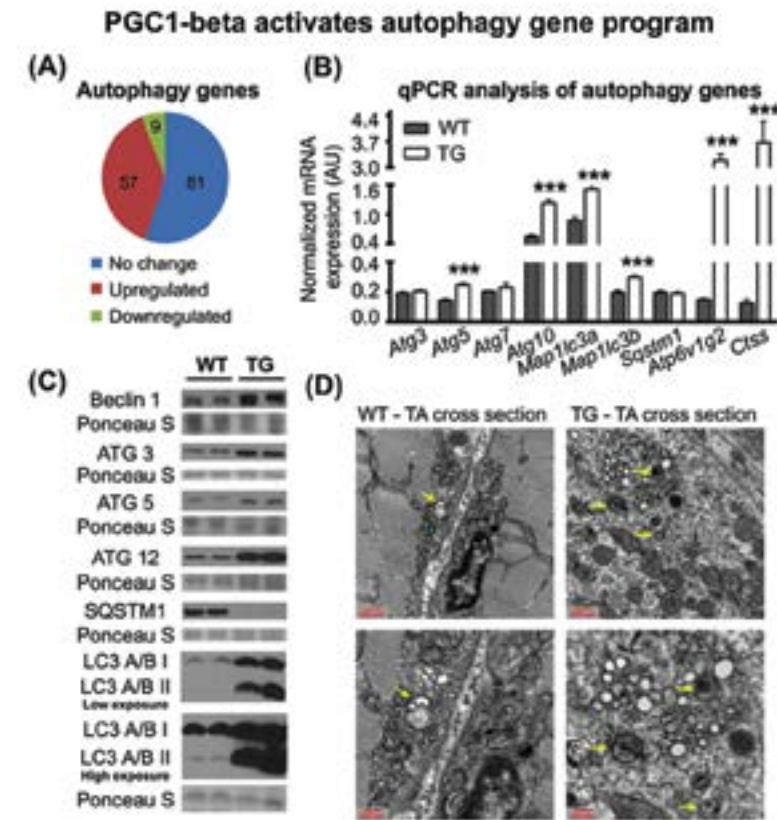 PGC1-beta activates autophagy gene program
(A)
Autophagy genes
9
57
81
No change
Upregulated
Downregulated
(B)
qPCR analysis of autophagy genes
Normalized mRNA
expression (AU)
4.4
3.7
3.0
1.6
1.0
0.4
0.4
0.2
0.0
WT
TG
***
***
***
***
***
***
Atg3
Atg5
Atg7
Atg10
Map1lc3a
Map1lc3b
Sqstm1
Atp6v1g2
Ctss
(C)
WT TG
Beclin 1
Ponceau S
ATG 3
Ponceau S
ATG 5
Ponceau S
ATG 12
Ponceau S
SQSTM1
Ponceau S
LC3 A/B I
LC3 A/B II
Low exposure
LC3 A/B I
LC3 A/B II
High exposure
Ponceau S
(D)
WT - TA cross section
TG - TA cross section